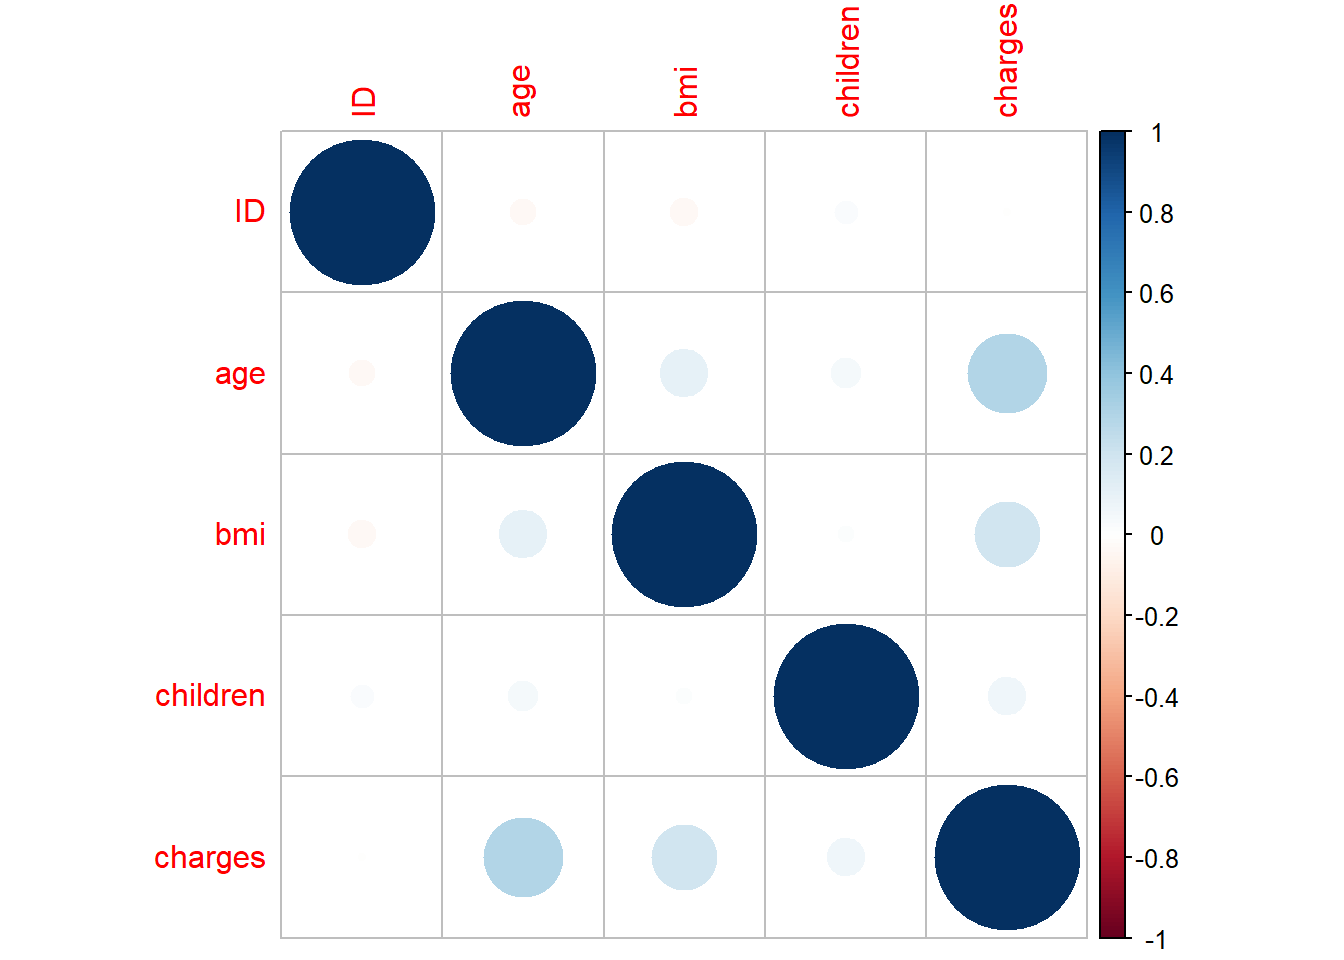 ID
age
bmi
children
charges
ID
age
bmi
children
charges
1
0.8
0.6
0.4
0.2
0
-0.2
-0.4
-0.6
-0.8
-1